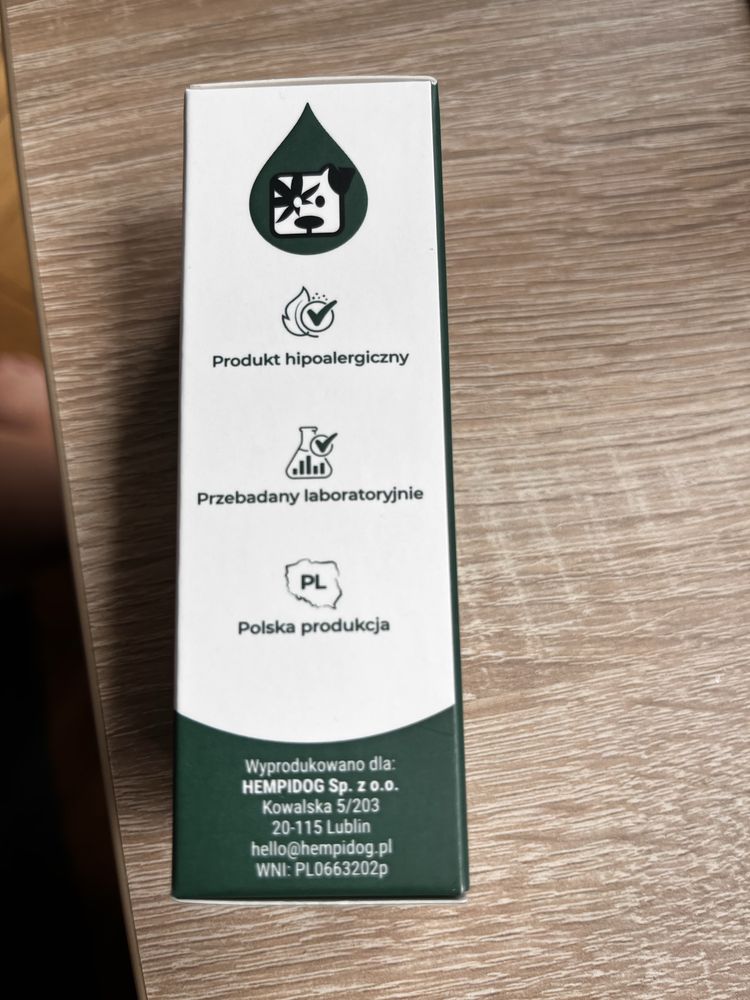 Produkt hipoalergiczny
Przebadany laboratoryjnie
PL
Polska produkcja
Wyprodukowano dla:
HEMPIDOG Sp. z o.o.
Kowalska 5/203
20-115 Lublin
hello@hempidog.pl
WNI: PL0663202p